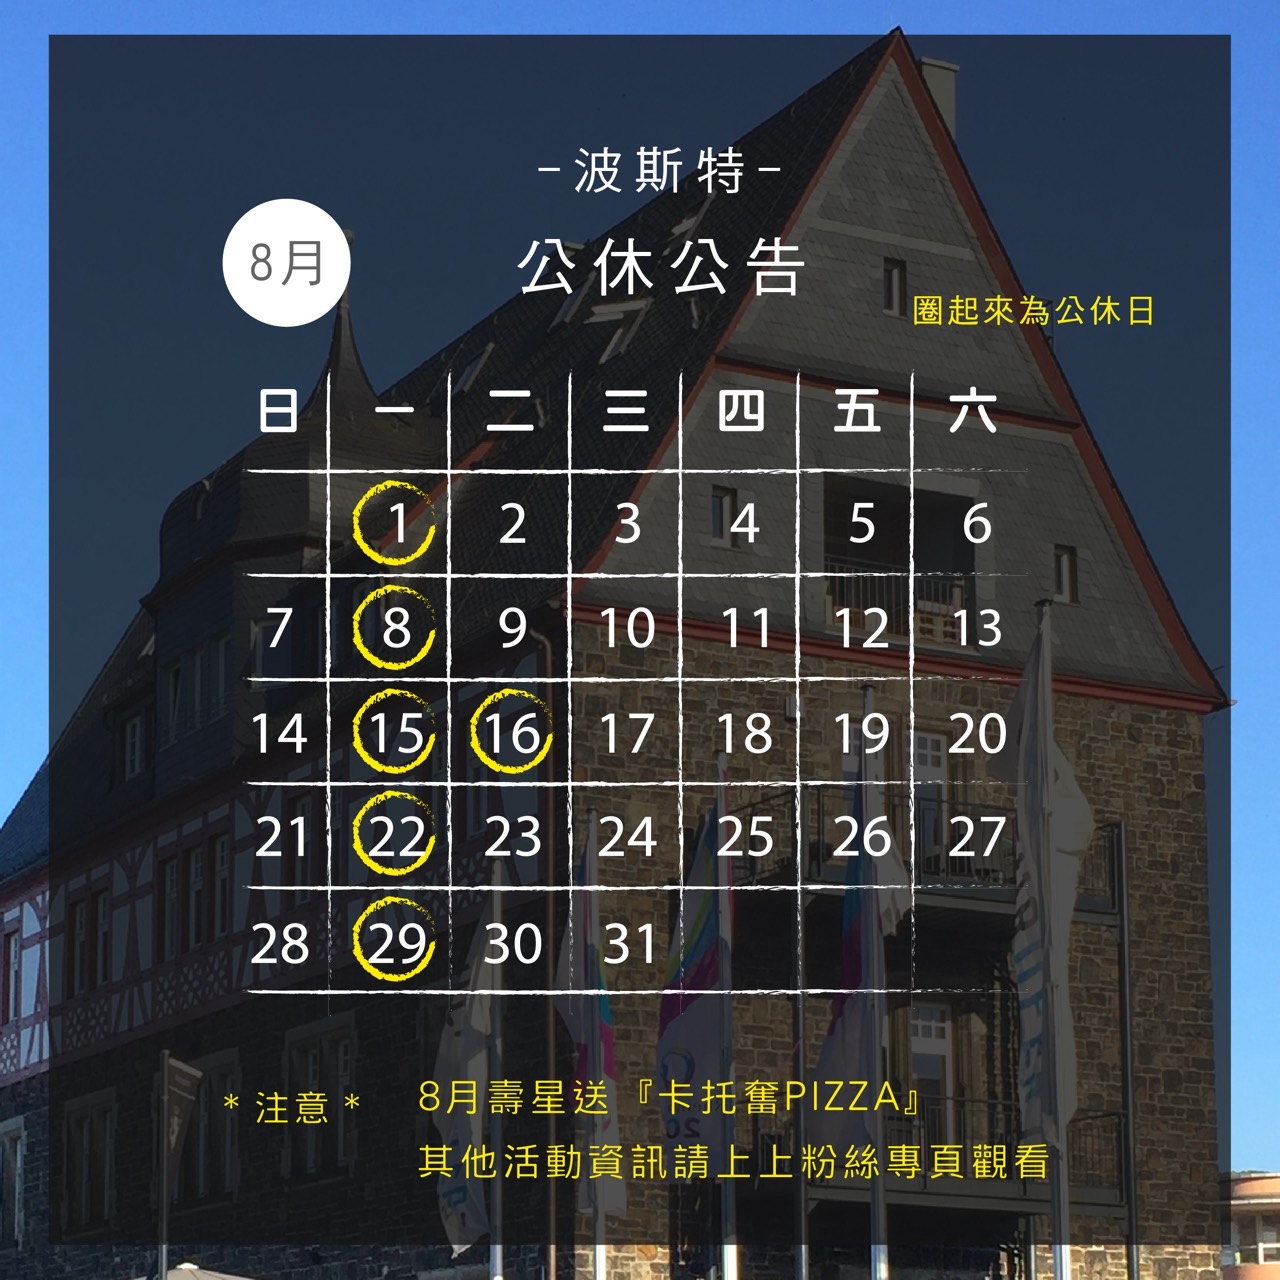 -波斯特-
8月
公休公告
圈起來為公休日
日 一 二 三 四 五 六
1 2 3 4 5 6
7 8 9 10 11 12 13
14 15 16 17 18 19 20
21 22 23 24 25 26 27
28 29 30 31
*注意*
8月壽星送『卡托奮PIZZA』
其他活動資訊請上上粉絲專頁觀看